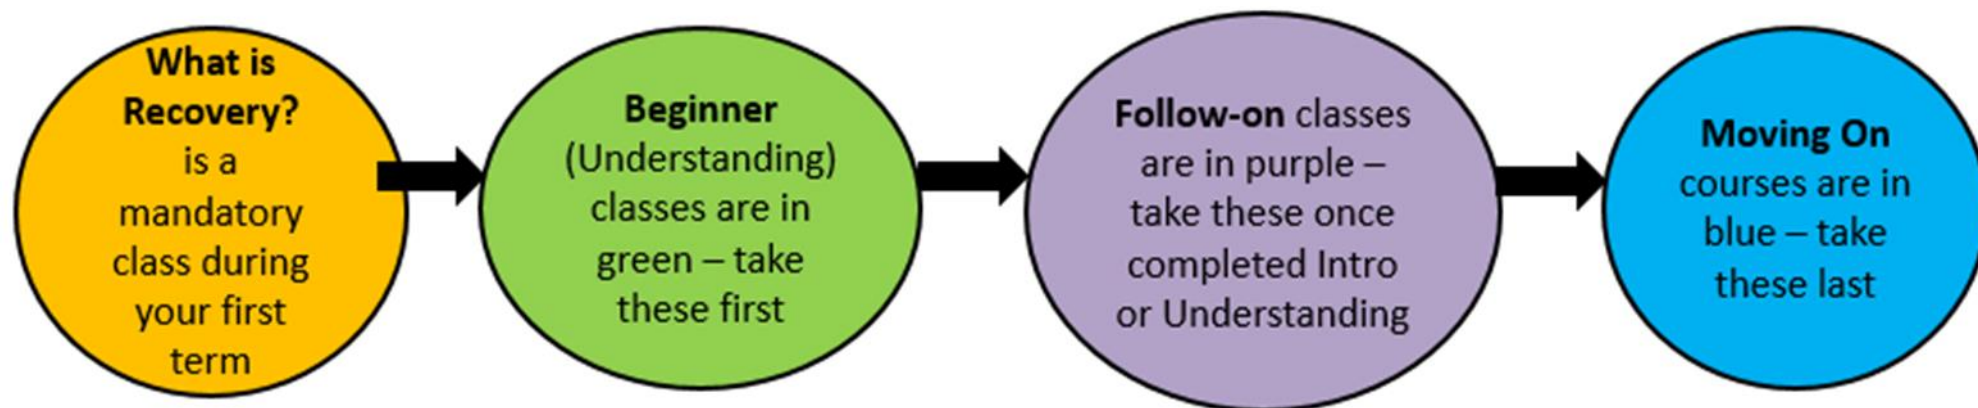 What is
Recovery?
is a
mandatory
class during
your first
term
Beginner
(Understanding)
classes are in
green – take
these first
Follow-on classes
are in purple –
take these once
completed Intro
or Understanding
Moving On
courses are in
blue – take
these last